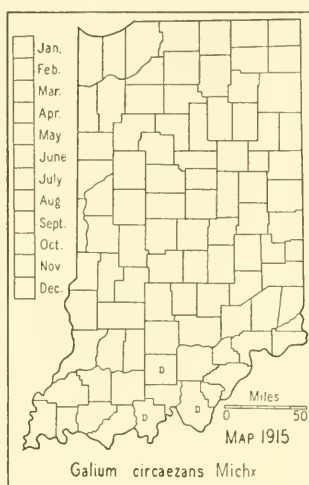 Jan.
Feb.
Mar.
Apr.
May
June
July
Aug
Sept.
Oct.
Nov
Dec.
D
D
D
Miles
0 50
MAP 1915
Galium circaezans Michx